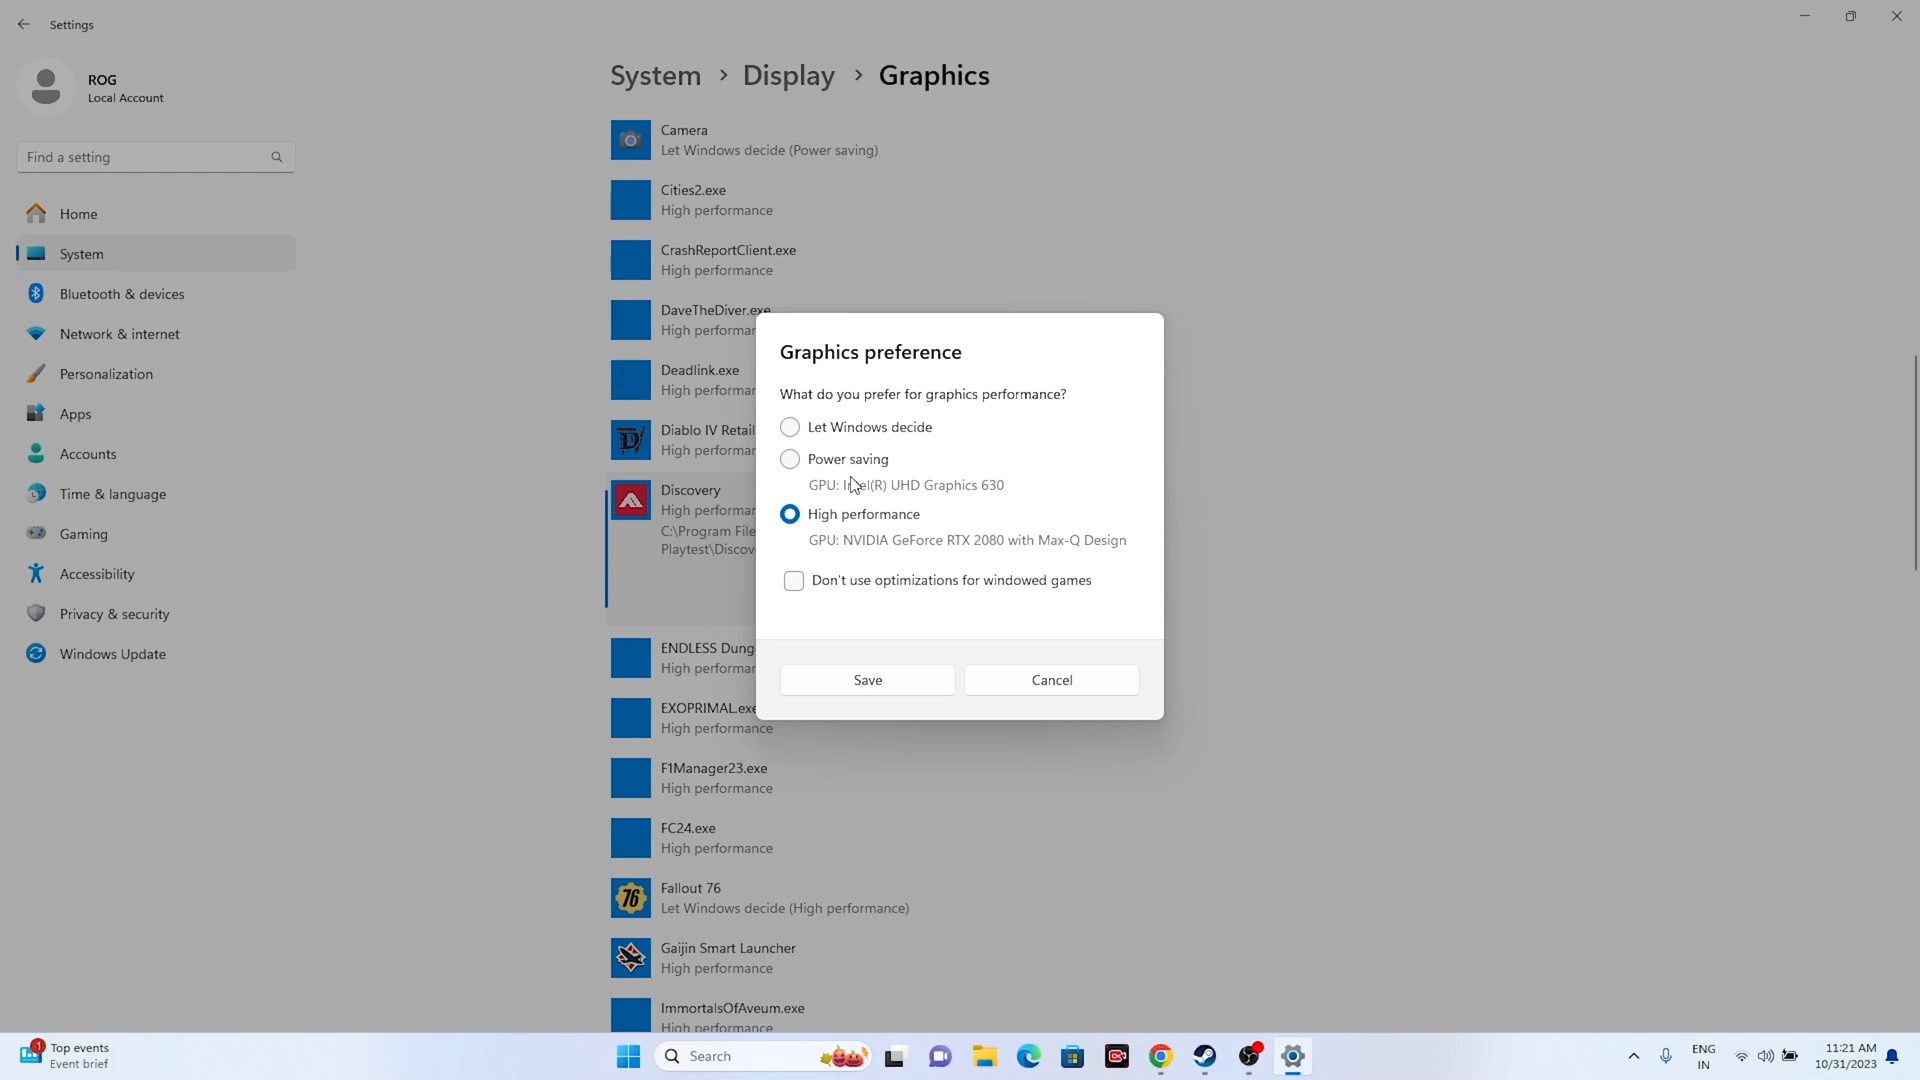 Settings
ROG
Local Account
Find a setting
Home
System
Bluetooth & devices
Network & internet
Personalization
Apps
Accounts
Time & language
Gaming
Accessibility
Privacy & security
Windows Update
System > Display > Graphics
Camera
Let Windows decide (Power saving)
Cities2.exe
High performance
CrashReportClient.exe
High performance
DaveTheDiver.exe
High performa
Deadlink.exe
High performa
Diablo IV Retail
High performa
Discovery
High performa
C:\Program File
Playtest\Discov
ENDLESS Dung
High performa
EXOPRIMAL.exe
High performance
F1Manager23.exe
High performance
FC24.exe
High performance
76
Fallout 76
Let Windows decide (High performance)
Gaijin Smart Launcher
High performance
ImmortalsOfAveum.exe
High performance
Graphics preference
What do you prefer for graphics performance?
Let Windows decide
Power saving
GPU: Intel(R) UHD Graphics 630
High performance
GPU: NVIDIA GeForce RTX 2080 with Max-Q Design
Don't use optimizations for windowed games
Save
Cancel
1
Top events
Event brief
Search
ENG
IN
11:21 AM
10/31/2023